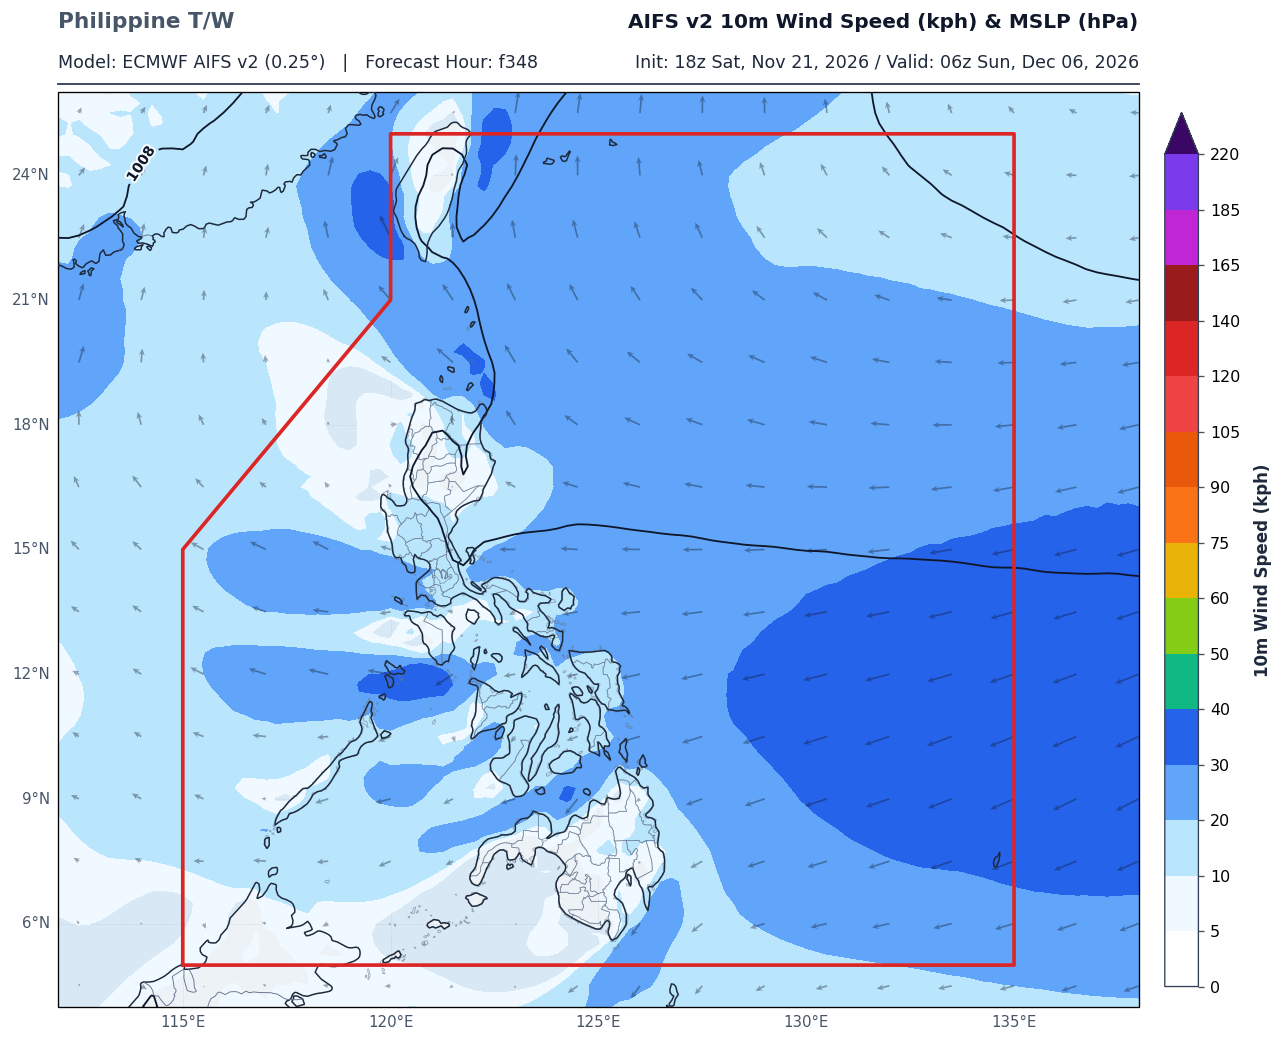 Philippine T/W
AIFS v2 10m Wind Speed (kph) & MSLP (hPa)
Model: ECMWF AIFS v2 (0.25°) | Forecast Hour: f348
Init: 18z Sat, Nov 21, 2026 / Valid: 06z Sun, Dec 06, 2026
1008
24°N
21°N
18°N
15°N
12°N
9°N
6°N
115°E
120°E
125°E
130°E
135°E
220
185
165
140
120
105
90
75
60
50
40
30
20
10
5
0
10m Wind Speed (kph)